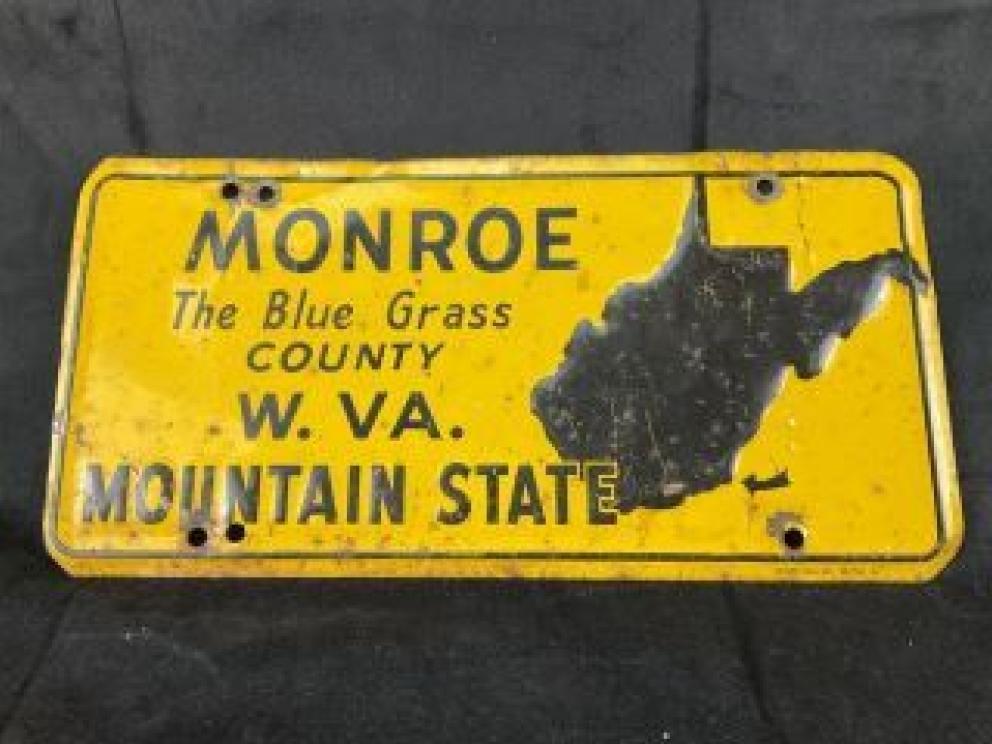 MONROE
The Blue Grass
COUNTY
W. VA.
MOUNTAIN STATE